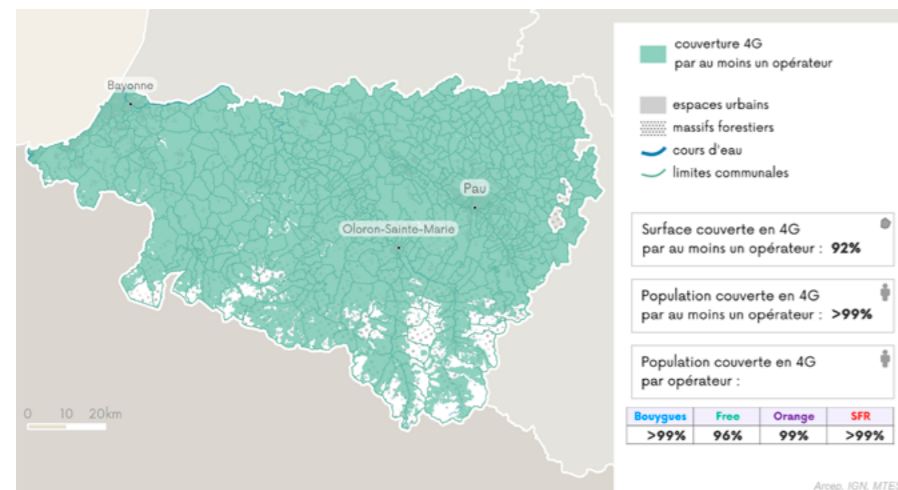 Bayonne
Pau
Oloron-Sainte-Marie
0 10 20km
couverture 4G
par au moins un opérateur
espaces urbains
massifs forestiers
cours d'eau
limites communales
Surface couverte en 4G
par au moins un opérateur : 92%
Population couverte en 4G
par au moins un opérateur : >99%
Population couverte en 4G
par opérateur :
Bouygues Free Orange SFR
>99% 96% 99% >99%
Arcep, IGN, MTES